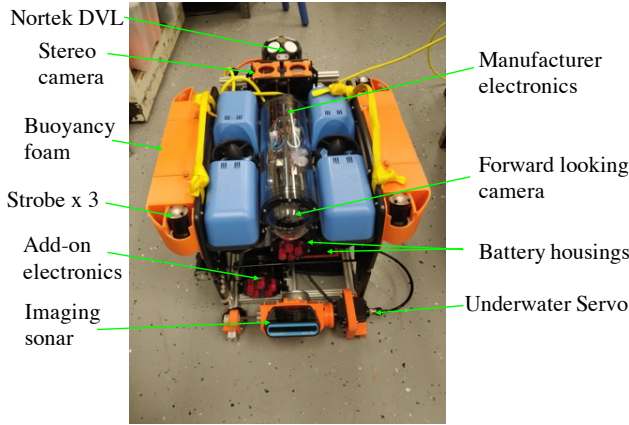 Nortek DVL
Stereo
camera
Buoyancy
foam
Strobe x 3
Add-on
electronics
Imaging
sonar
Manufacturer
electronics
Forward looking
camera
Battery housings
Underwater Servo